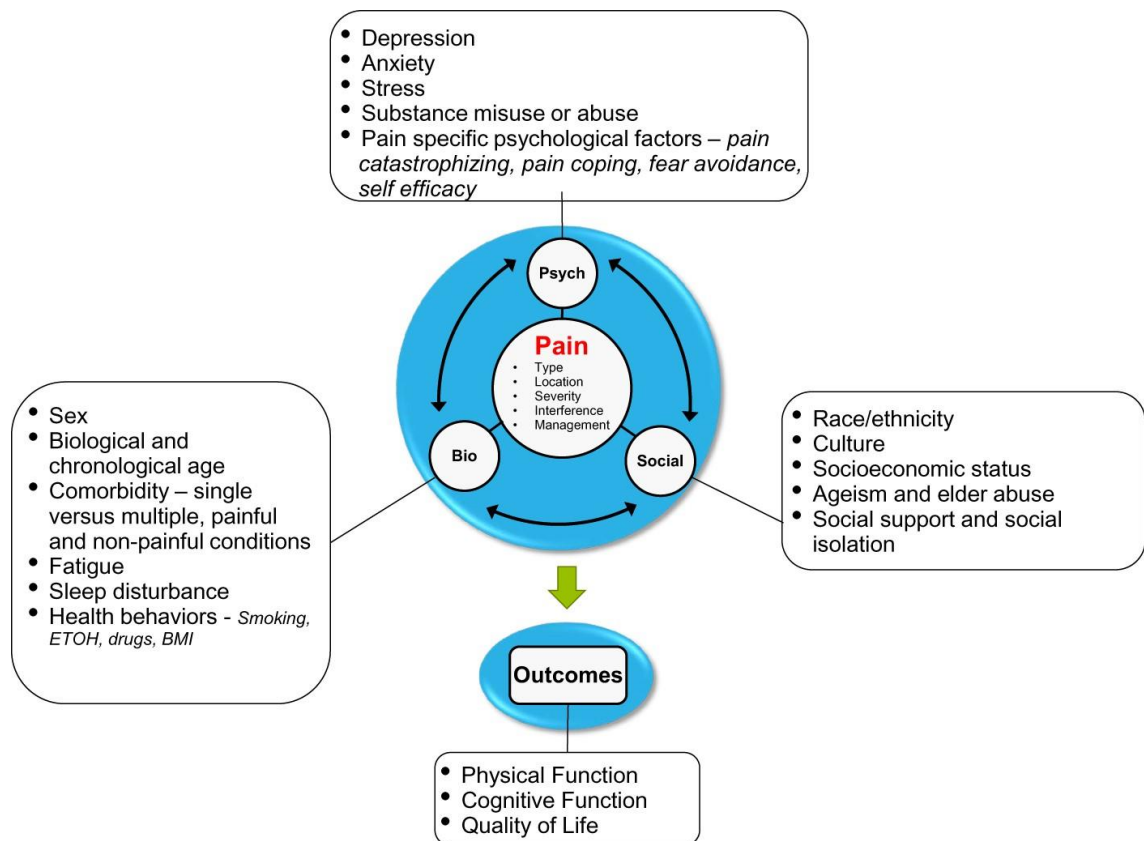 • Depression
• Anxiety
• Stress
• Substance misuse or abuse
• Pain specific psychological factors – pain
catastrophizing, pain coping, fear avoidance,
self efficacy
Psych
Pain
• Type
• Location
• Severity
• Interference
• Management
Bio
Social
• Sex
• Biological and
chronological age
• Comorbidity – single
versus multiple, painful
and non-painful conditions
• Fatigue
• Sleep disturbance
• Health behaviors - Smoking,
ETOH, drugs, BMI
• Race/ethnicity
• Culture
• Socioeconomic status
• Ageism and elder abuse
• Social support and social
isolation
Outcomes
• Physical Function
• Cognitive Function
• Quality of Life